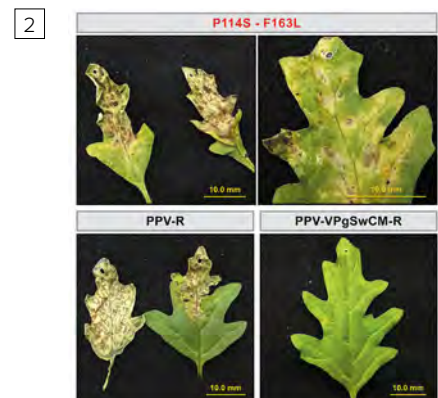 2
P114S - F163L
10.0 mm
10.0 mm
PPV-R
PPV-VPgSwCM-R
10.0 mm
10.0 mm